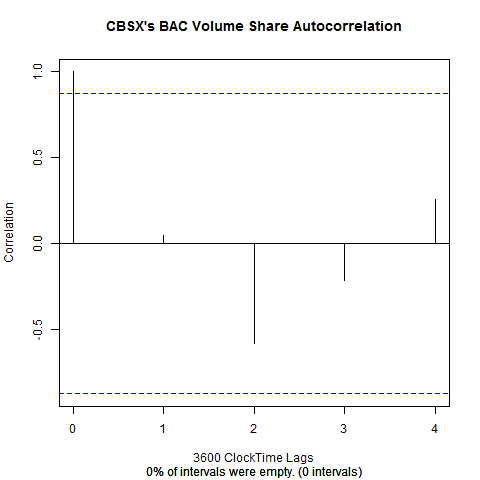 CBSX's BAC Volume Share Autocorrelation
1.0
0.5
0.0
-0.5
Correlation
0 1 2 3 4
3600 ClockTime Lags
0% of intervals were empty. (0 intervals)